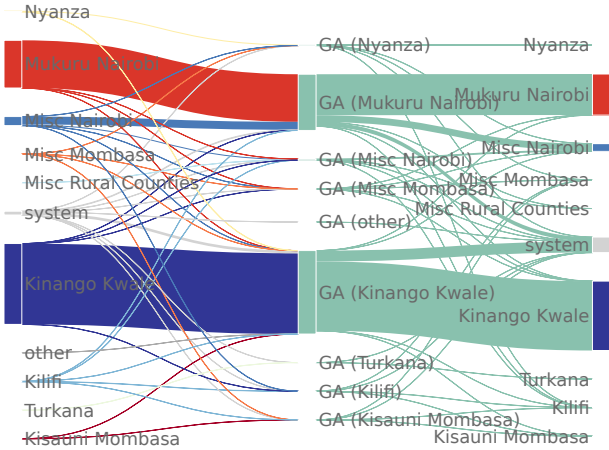 Nyanza
Mukuru Nairobi
Misc Nairobi
Misc Mombasa
Misc Rural Counties
system
Kinango Kwale
other
Kilifi
Turkana
Kisauni Mombasa
GA (Nyanza)
GA (Mukuru Nairobi)
GA (Misc Nairobi)
GA (Misc Mombasa)
GA (other)
GA (Kinango Kwale)
GA (Turkana)
GA (Kilifi)
GA (Kisauni Mombasa)
Nyanza
Mukuru Nairobi
Misc Nairobi
Misc Mombasa
Misc Rural Counties
system
Kinango Kwale
Turkana
Kilifi
Kisauni Mombasa